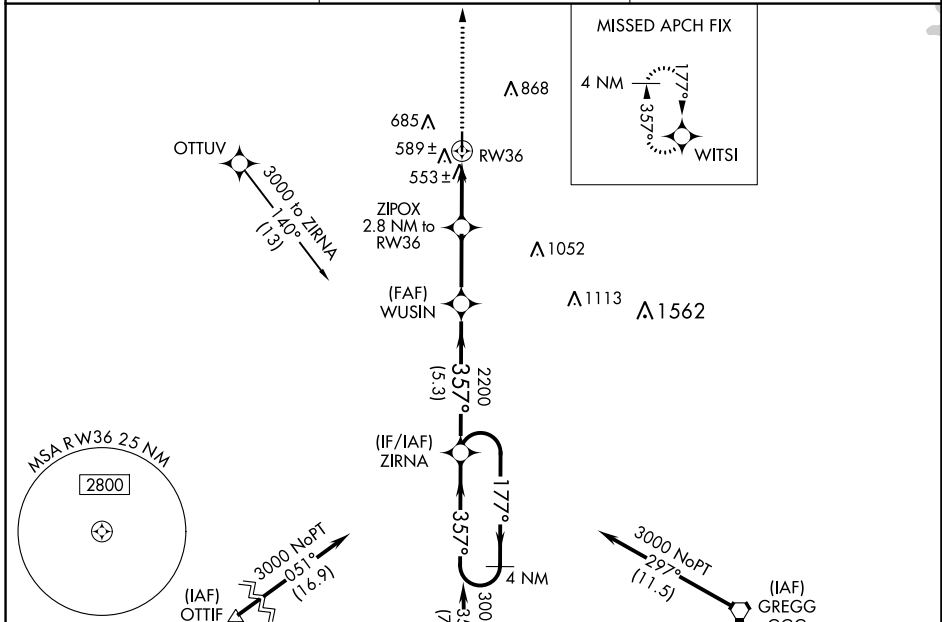 MISSED APCH FIX
4 NM
177°
357°
WITSI
868
685
589 ±
RW36
553 ±
OTTUV
3000 to ZIRNA
140°
(13)
ZIPOX
2.8 NM to
RW36
1052
(FAF)
WUSIN
1113
1562
2200
357°
(5.3)
(IF/IAF)
ZIRNA
MSA RW36 25 NM
2800
177°
357°
4 NM
3000 NoPT
051°
(16.9)
(IAF)
OTTIF
3000 NoPT
297°
(11.5)
(IAF)
GREGG